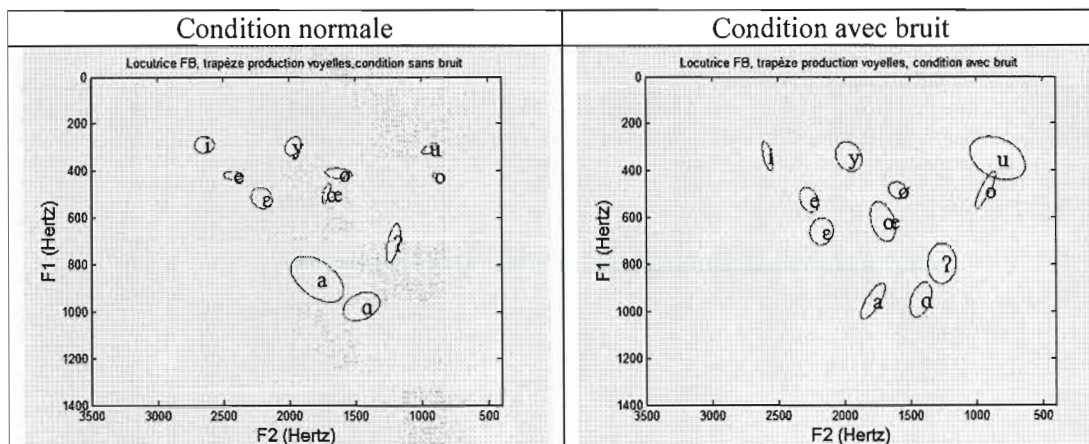 Condition normale
Condition avec bruit
Locutrice FB, trapèze production voyelles,condition sans bruit
0
200
400
600
800
1000
1200
1400
3500 3000 2500 2000 1500 1000 500
F1 (Hertz)
F2 (Hertz)
i y u
e ø o
ɛ œ
ʔ
a
ɑ
Locutrice FB, trapèze production voyelles, condition avec bruit
0
200
400
600
800
1000
1200
1400
3500 3000 2500 2000 1500 1000 500
F1 (Hertz)
F2 (Hertz)
i y u
e ø o
ɛ œ
ʔ
a ɑ